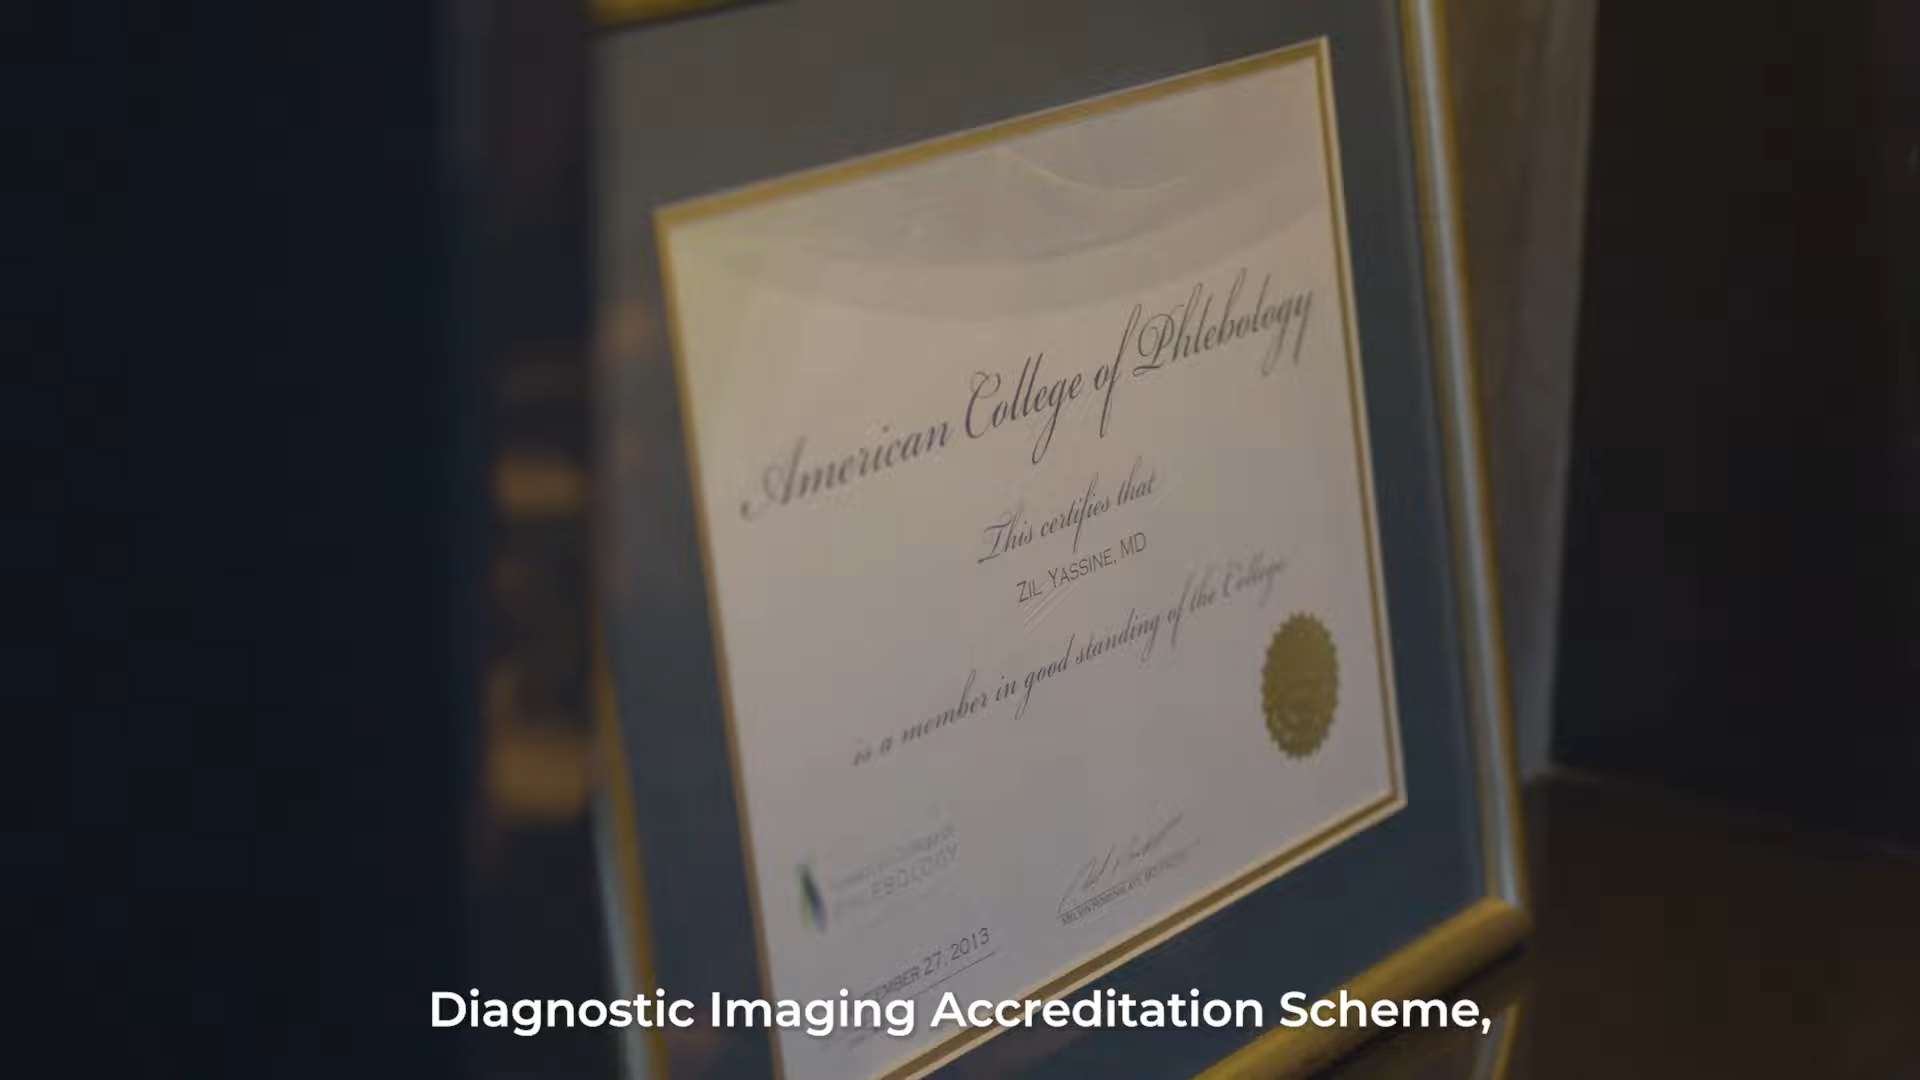 American College of Phlebology
This certifies that
ZIL YASSINE, MD
is a member in good standing of the College
PHLEBOLOGY
27, 2013
Diagnostic Imaging Accreditation Scheme,